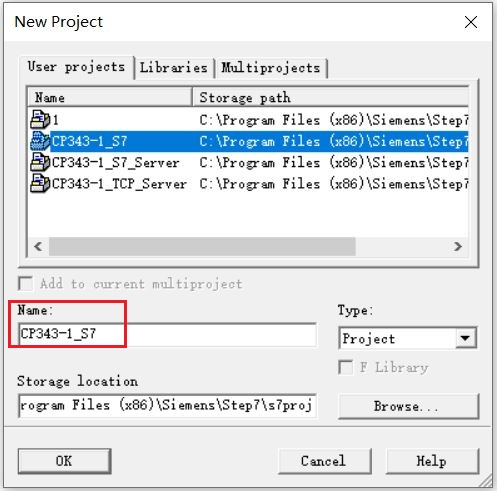 New Project
User projects Libraries Multiprojects
Name Storage path
1 C:\Program Files (x86)\Siemens\Step7
CP343-1_S7 C:\Program Files (x86)\Siemens\Step7
CP343-1_S7_Server C:\Program Files (x86)\Siemens\Step7
CP343-1_TCP_Server C:\Program Files (x86)\Siemens\Step7
Add to current multiproject
Name: Type:
CP343-1_S7 Project
F Library
Storage location
rogram Files (x86)\Siemens\Step7\s7proj Browse...
OK Cancel Help